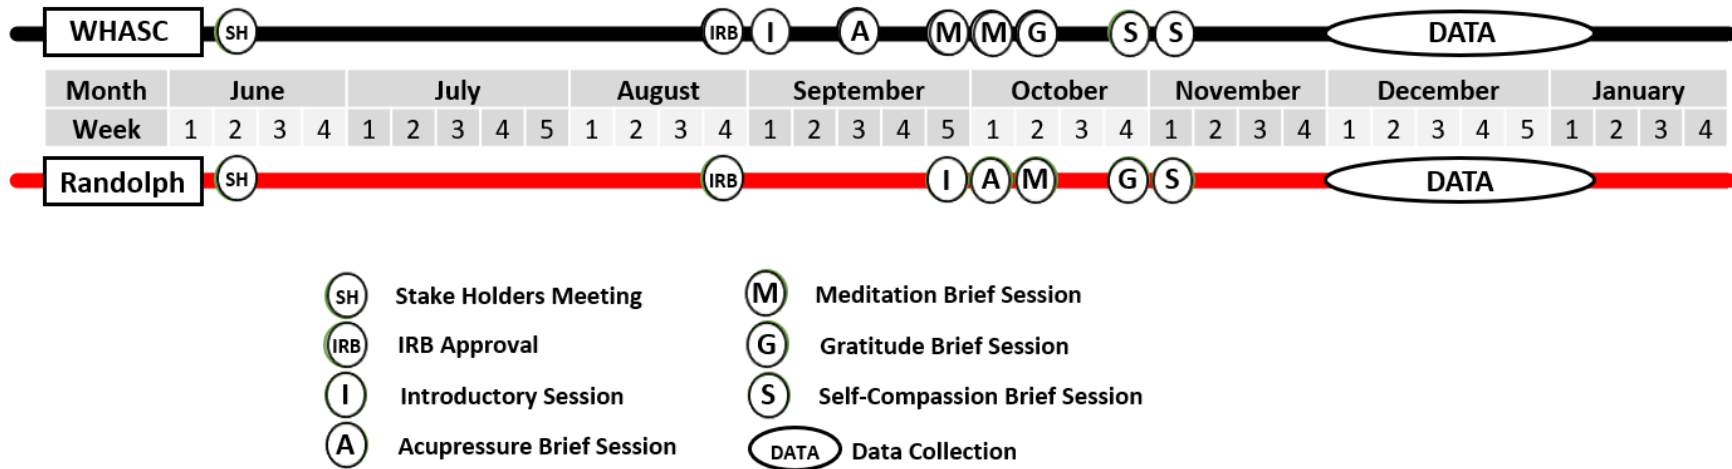 WHASC SH IRB I A M M G S S DATA
Month June July August September October November December January
Week 1 2 3 4 1 2 3 4 5 1 2 3 4 1 2 3 4 5 1 2 3 4 1 2 3 4 1 2 3 4 5 1 2 3 4
Randolph SH IRB I A M G S DATA
SH Stake Holders Meeting
IRB IRB Approval
I Introductory Session
A Acupressure Brief Session
M Meditation Brief Session
G Gratitude Brief Session
S Self-Compassion Brief Session
DATA Data Collection